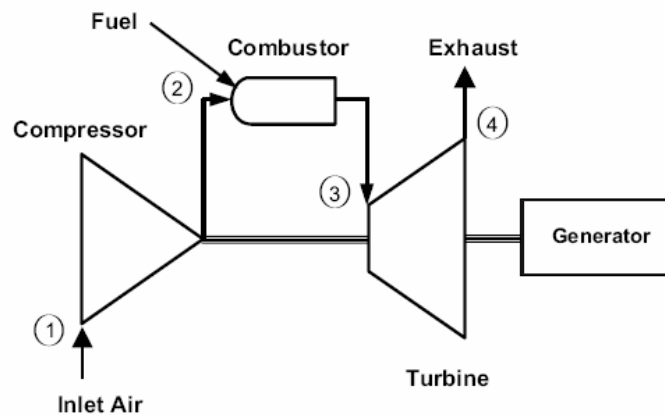 Fuel
Combustor
Exhaust
2
4
Compressor
3
Generator
1
Turbine
Inlet Air